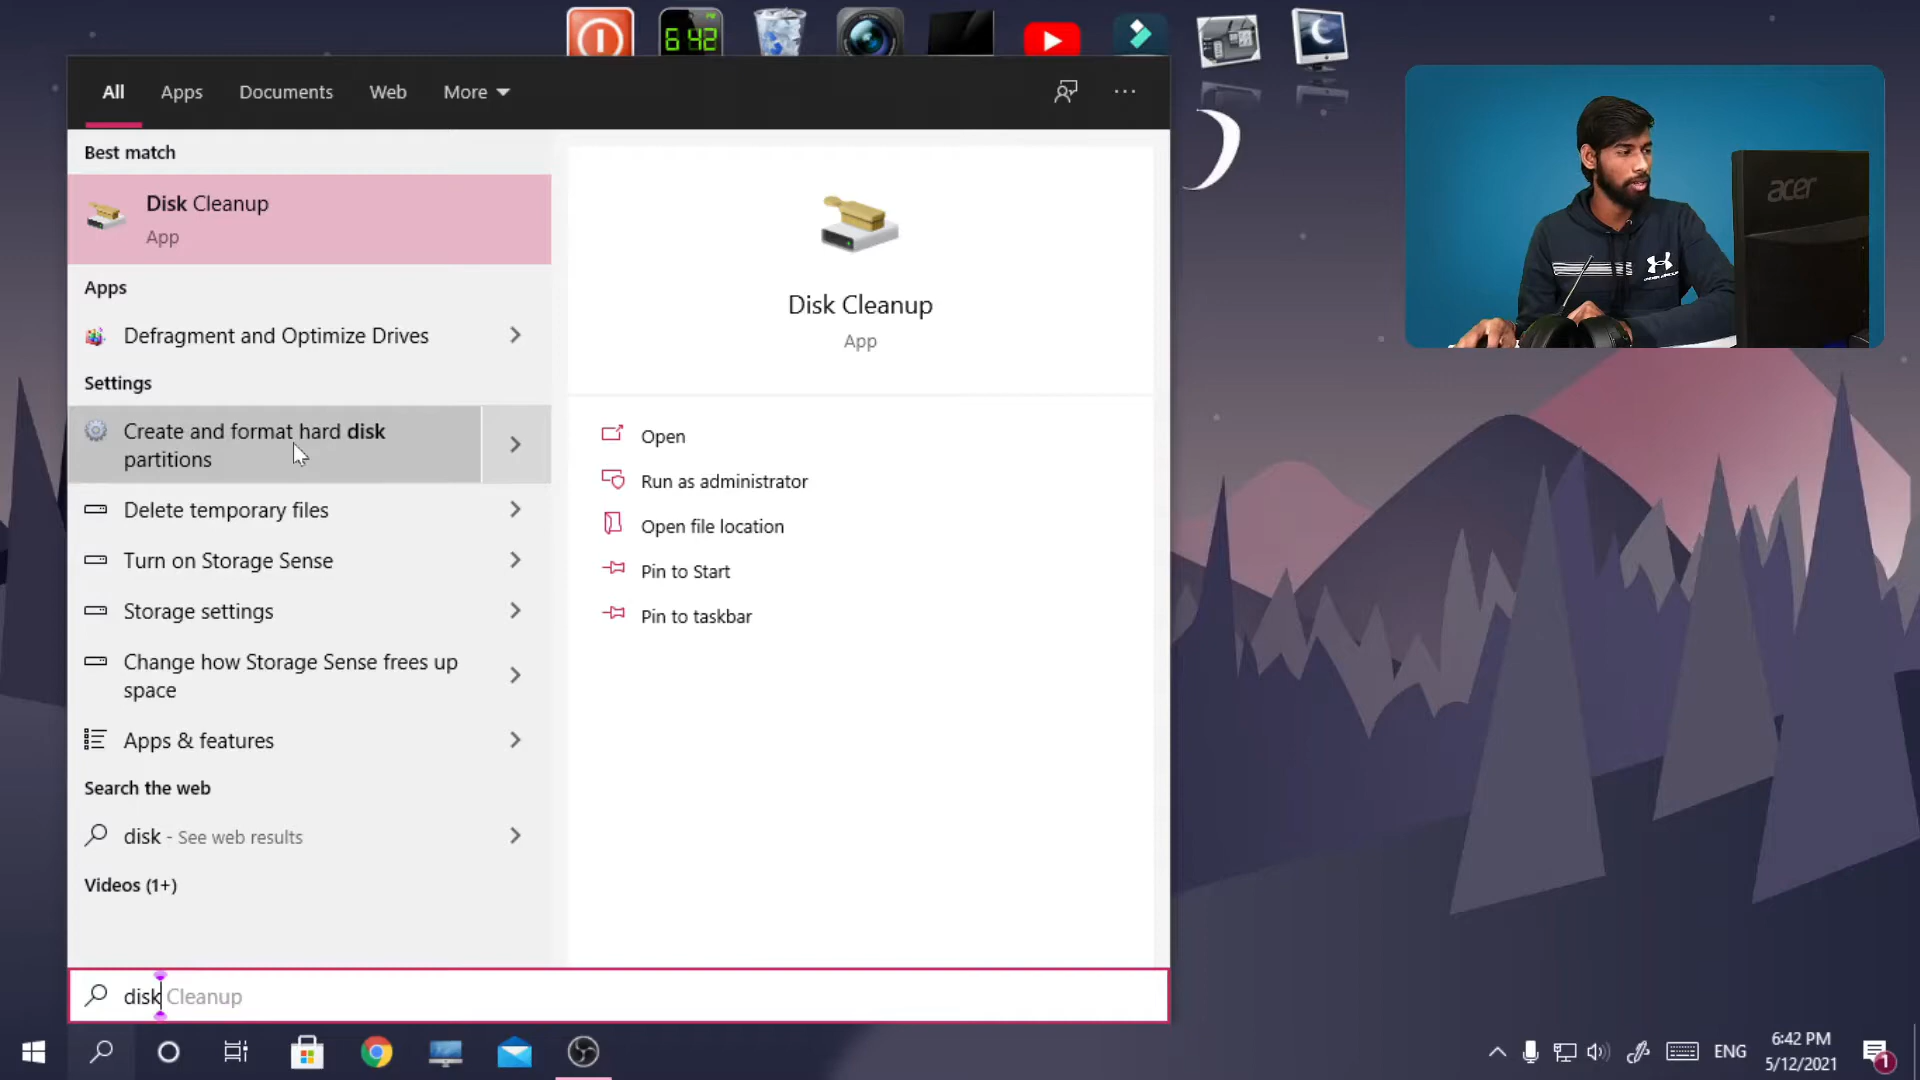 6 42
All
Apps
Documents
Web
More
Best match
Disk Cleanup
App
Apps
Defragment and Optimize Drives
Settings
Create and format hard disk
partitions
Delete temporary files
Turn on Storage Sense
Storage settings
Change how Storage Sense frees up
space
Apps & features
Search the web
disk - See web results
Videos (1+)
Disk Cleanup
App
Open
Run as administrator
Open file location
Pin to Start
Pin to taskbar
acer
disk Cleanup
ENG
6:42 PM
5/12/2021
1